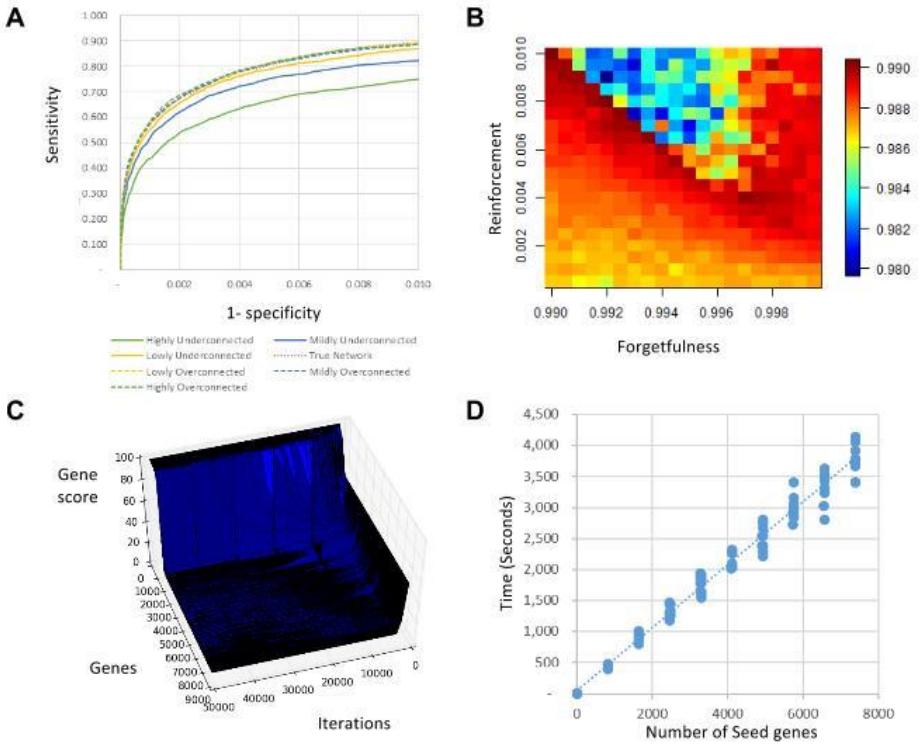 A
1.000
0.900
0.800
0.700
0.600
0.500
0.400
0.300
0.200
0.100
-
Sensitivity
- 0.002 0.004 0.006 0.008 0.010
1- specificity
Highly Underconnected Mildly Underconnected
Lowly Underconnected True Network
Lowly Overconnected Mildly Overconnected
Highly Overconnected
B
Reinforcement
0.010
0.008
0.006
0.004
0.002
0.990 0.992 0.994 0.996 0.998
Forgetfulness
0.990
0.988
0.986
0.984
0.982
0.980
C
Gene
score
100
80
60
40
20
0
0
1000
2000
3000
4000
5000
6000
7000
8000
9000
Genes
50000 40000 30000 20000 10000 0
Iterations
D
Time (Seconds)
4,500
4,000
3,500
3,000
2,500
2,000
1,500
1,000
500
-
0 2000 4000 6000 8000
Number of Seed genes